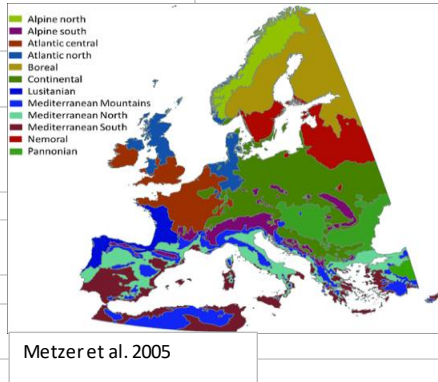 Alpine north
Alpine south
Atlantic central
Atlantic north
Boreal
Continental
Lusitanian
Mediterranean Mountains
Mediterranean North
Mediterranean South
Nemoral
Pannonian
Metzer et al. 2005